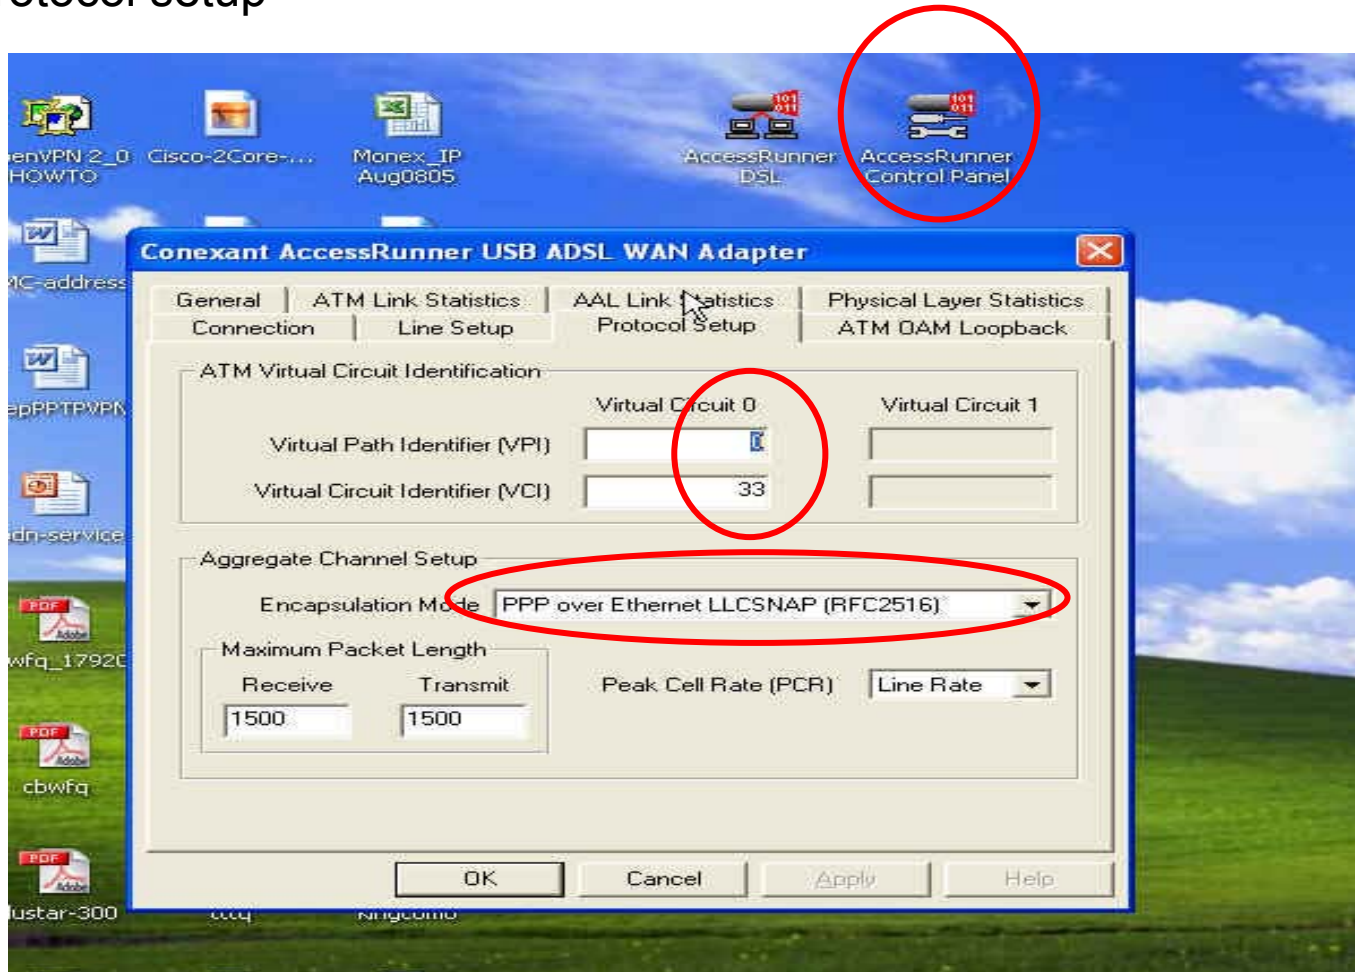 otocol setup
enVPN 2_0 Cisco-2Core-... Monex_IP AccessRunner AccessRunner
HOWTO Aug0805 DSL Control Panel
Conexant AccessRunner USB ADSL WAN Adapter
C-address
General ATM Link Statistics AAL Link Statistics Physical Layer Statistics
Connection Line Setup Protocol Setup ATM OAM Loopback
ATM Virtual Circuit Identification
Virtual Circuit 0 Virtual Circuit 1
epPPTPVPN
Virtual Path Identifier (VPI) 0
Virtual Circuit Identifier (VCI) 33
dn-service
Aggregate Channel Setup
Encapsulation Mode PPP over Ethernet LLCSNAP (RFC2516)
Maximum Packet Length
wfq_1792C
Receive Transmit Peak Cell Rate (PCR) Line Rate
1500 1500
cbwfq
OK Cancel Apply Help
lustar-300